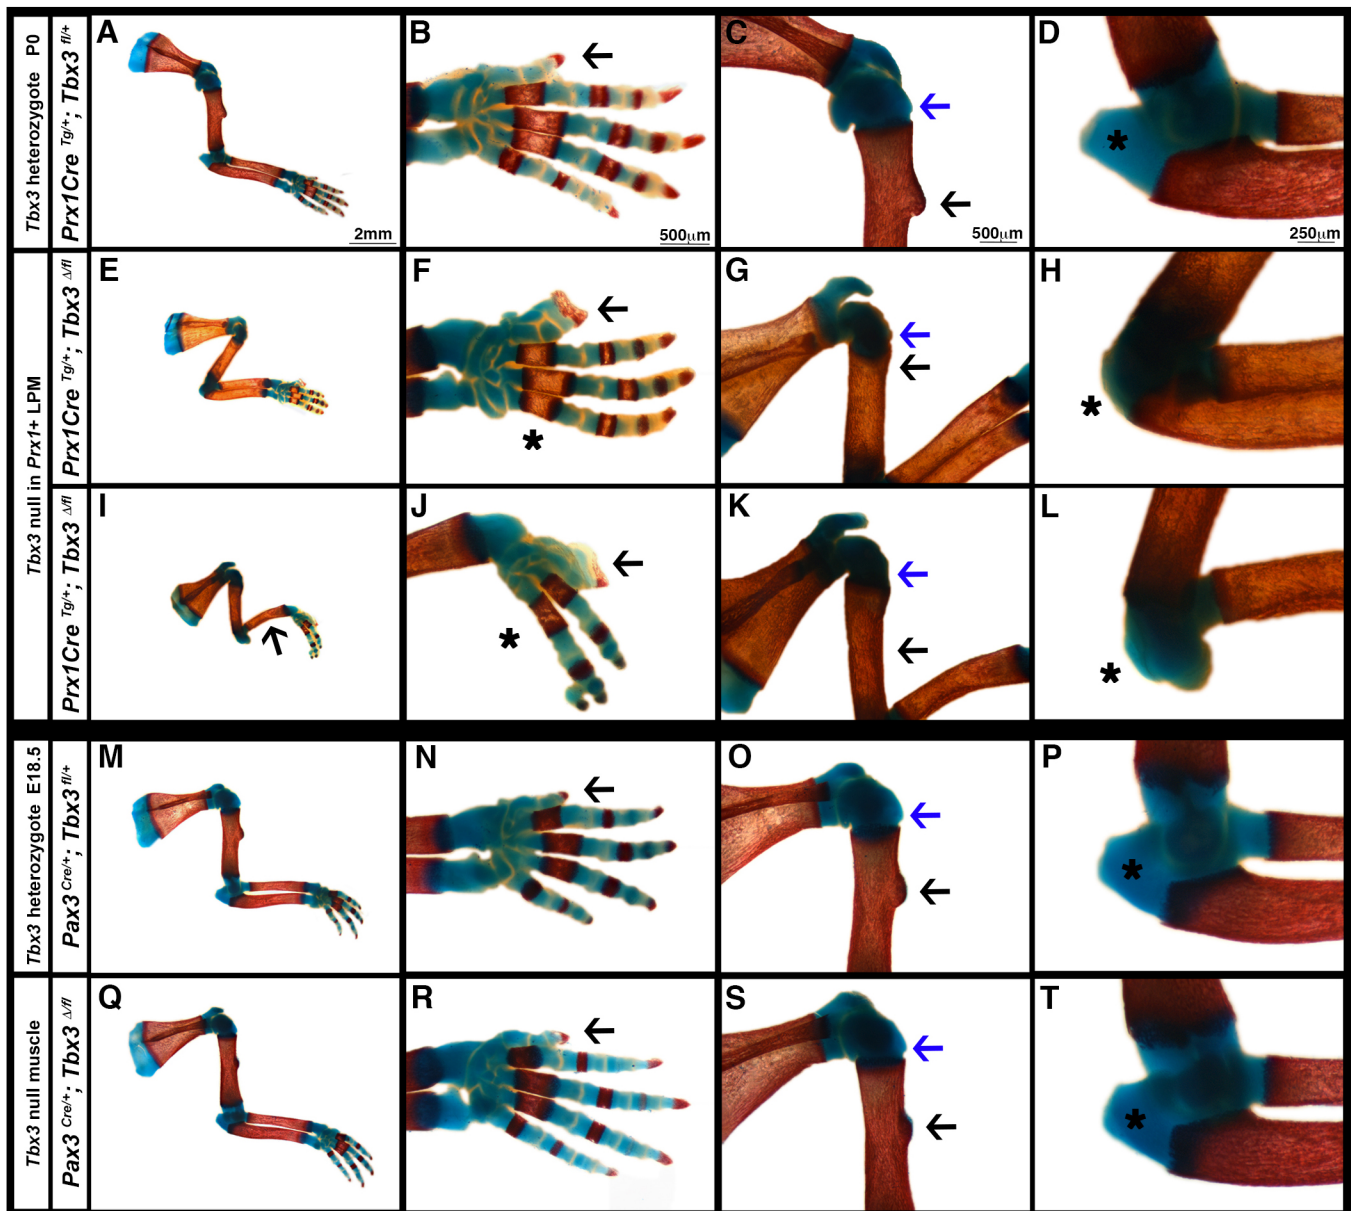 Tbx3 heterozygote P0
Prx1Cre Tg/+; Tbx3 fl/+
A
2mm
B
500µm
C
500µm
D
*
250µm
Tbx3 null in Prx1+ LPM
Prx1Cre Tg/+; Tbx3 Δ/fl
E
F
*
G
H
*
Prx1Cre Tg/+; Tbx3 Δ/fl
I
J
*
K
L
*
Tbx3 heterozygote E18.5
Pax3 Cre/+; Tbx3 fl/+
M
N
O
P
*
Tbx3 null muscle
Pax3 Cre/+; Tbx3 Δ/fl
Q
R
S
T
*